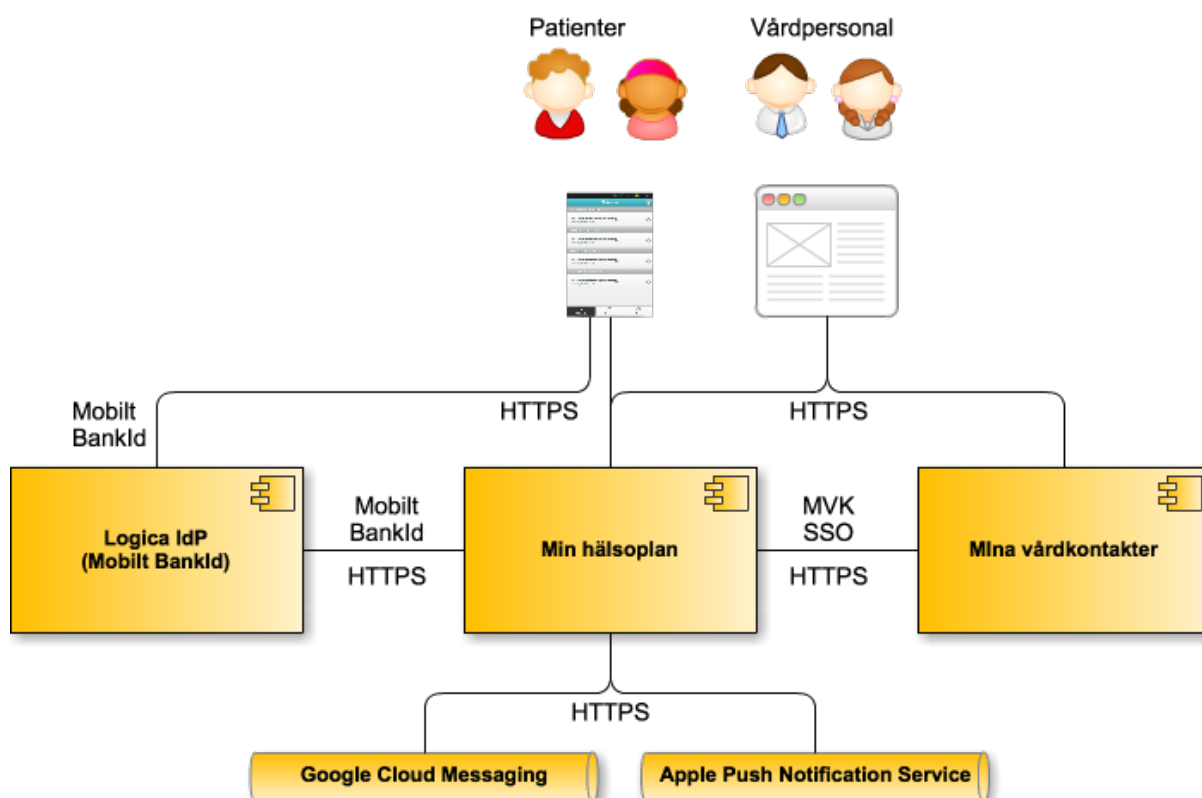 Patienter
Vårdpersonal
Mobilt
BankId
HTTPS
HTTPS
Logica IdP
(Mobilt BankId)
Mobilt
BankId
HTTPS
Min hälsoplan
MVK
SSO
HTTPS
MIna vårdkontakter
HTTPS
Google Cloud Messaging
Apple Push Notification Service